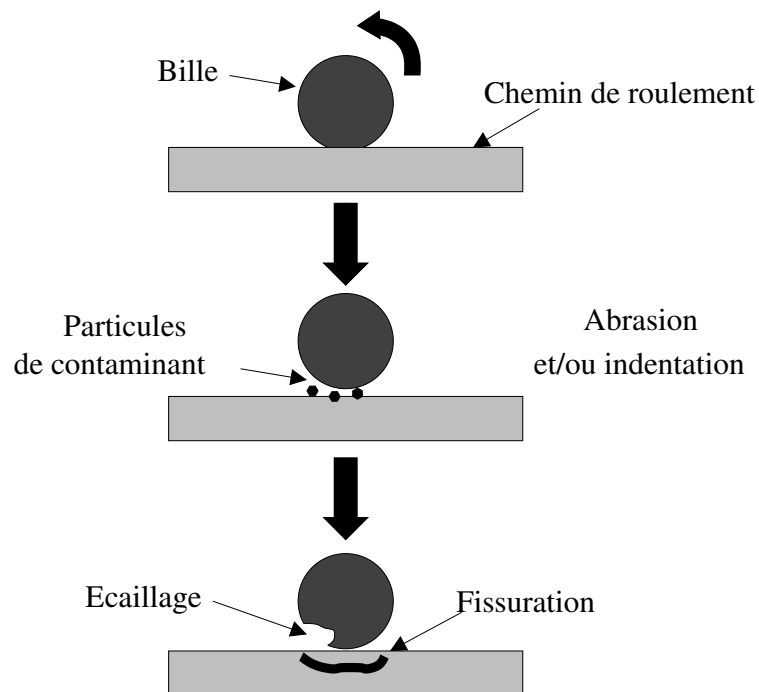 Bille
Chemin de roulement
Particules
de contaminant
Abrasion
et/ou indentation
Ecaillage
Fissuration